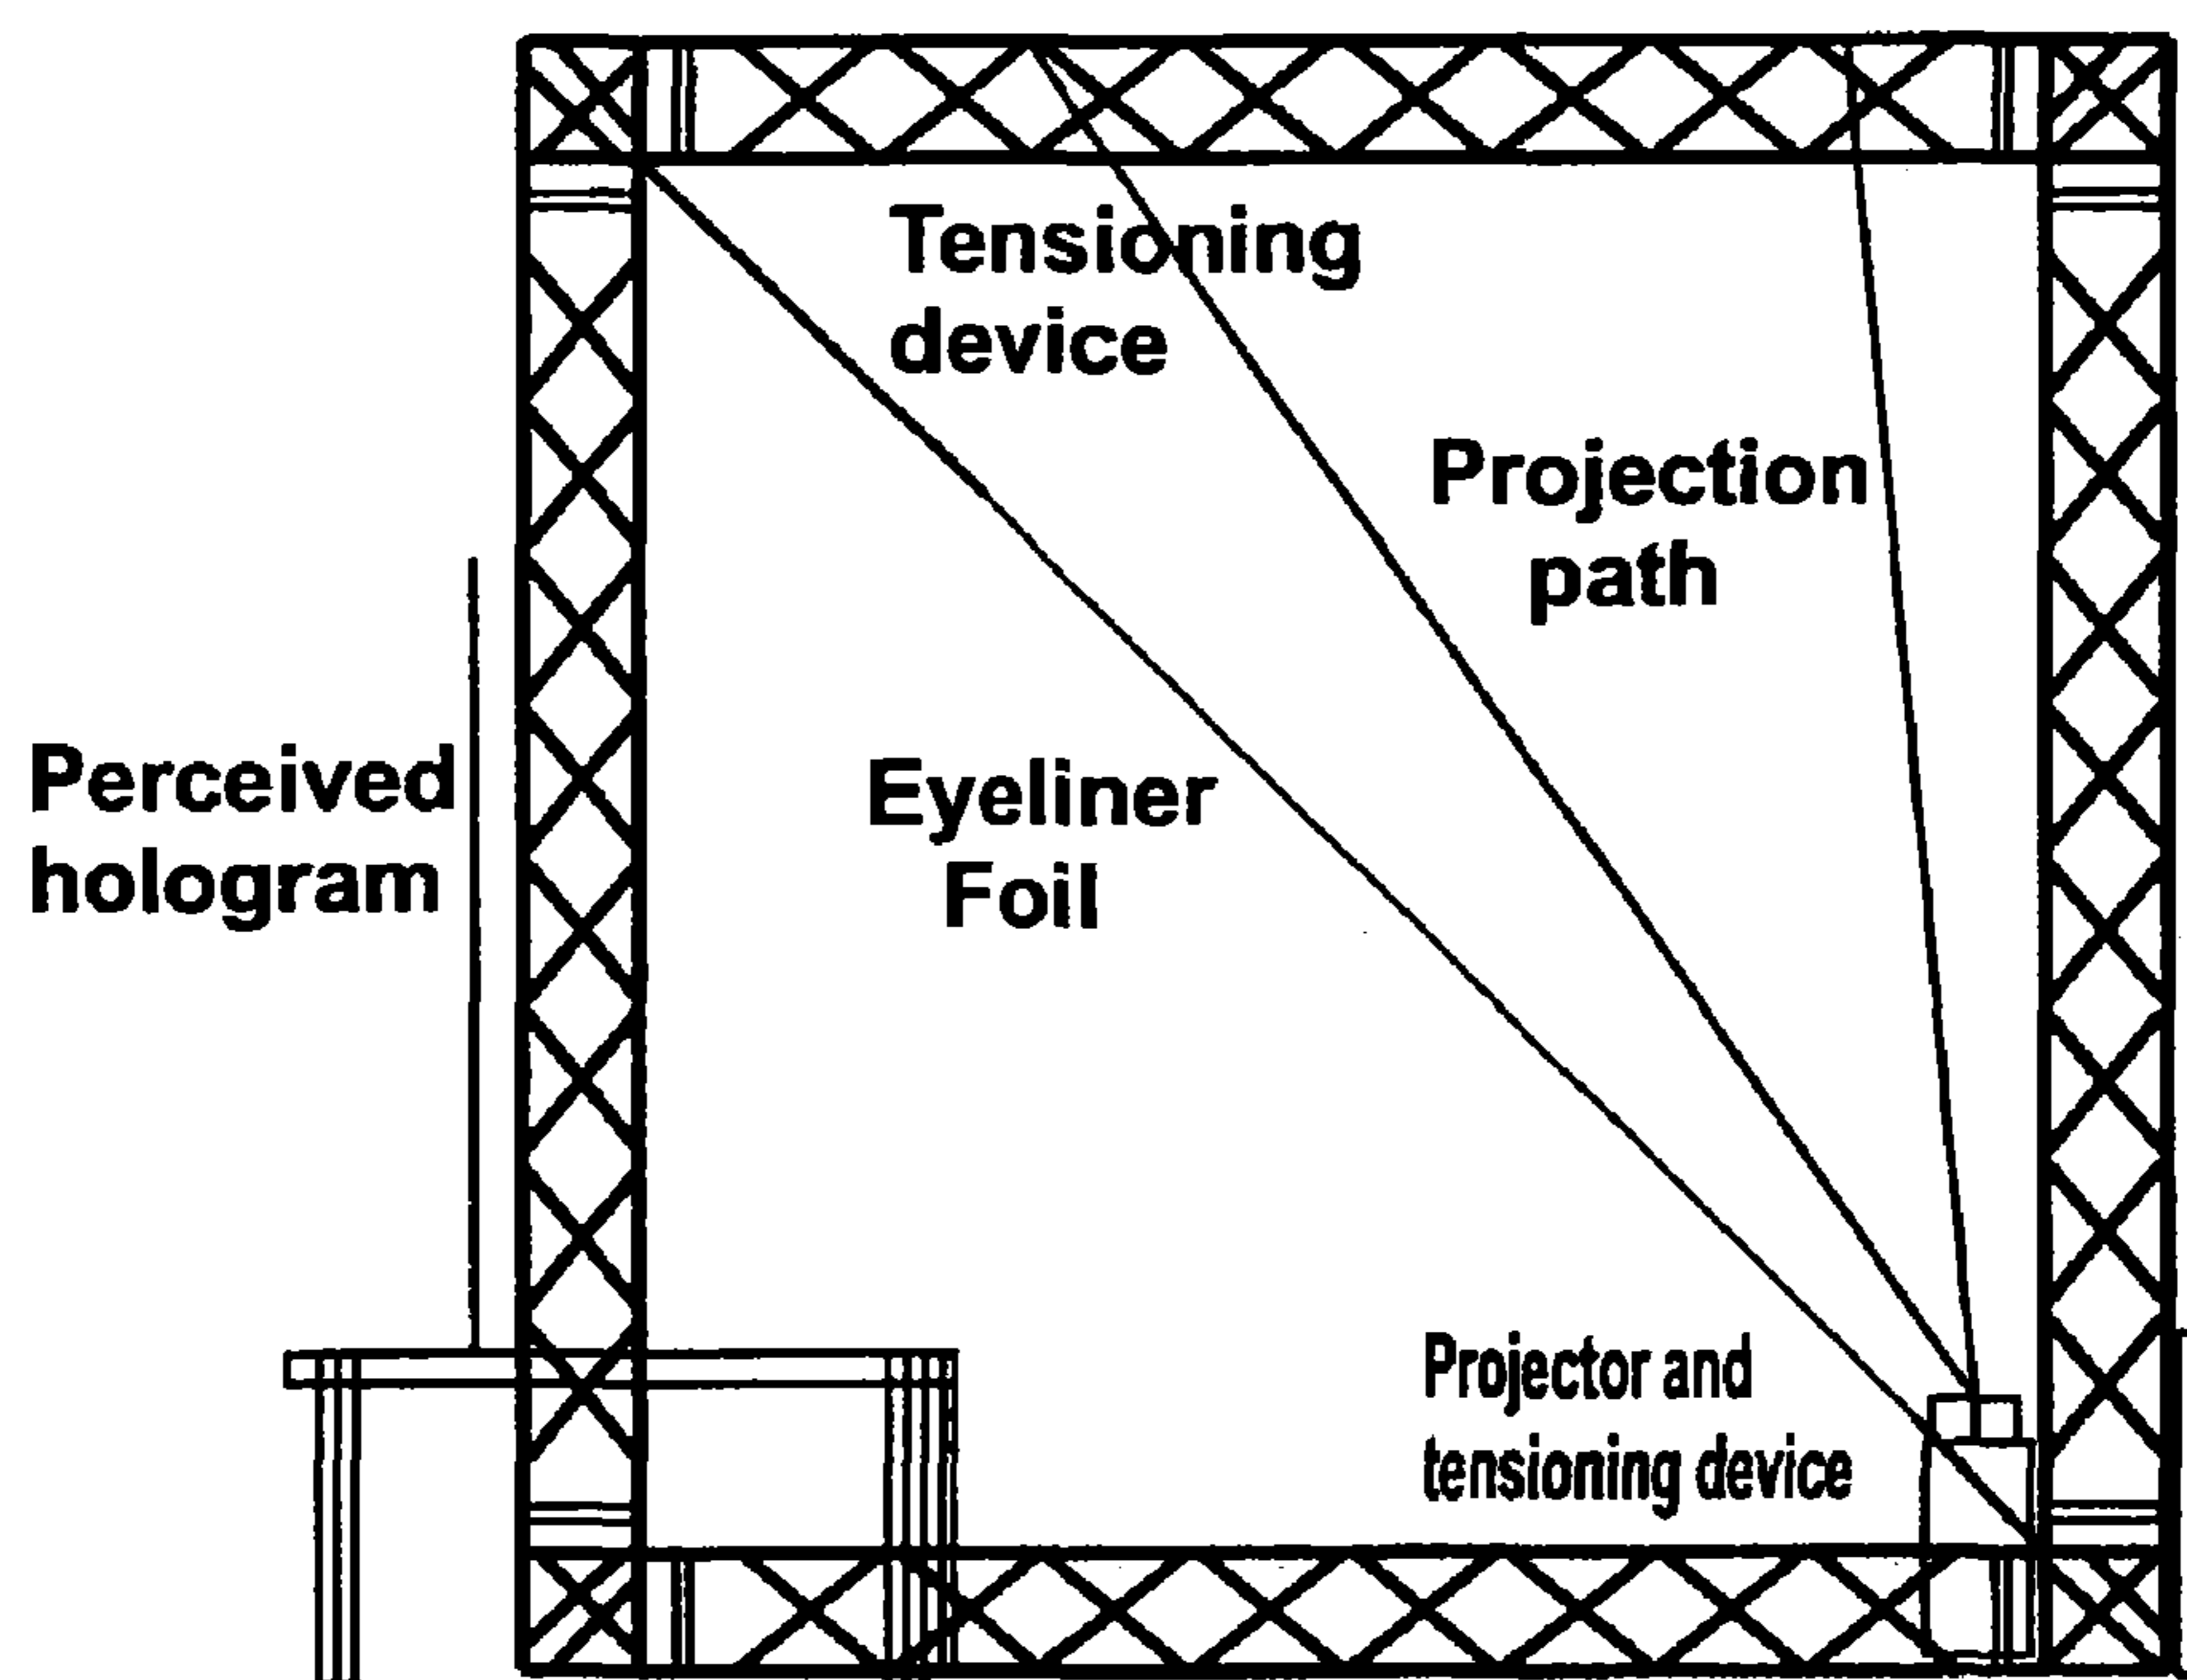 Tensioning
device
Projection
path
Perceived
hologram
Eyeliner
Foil
Projector and
tensioning device